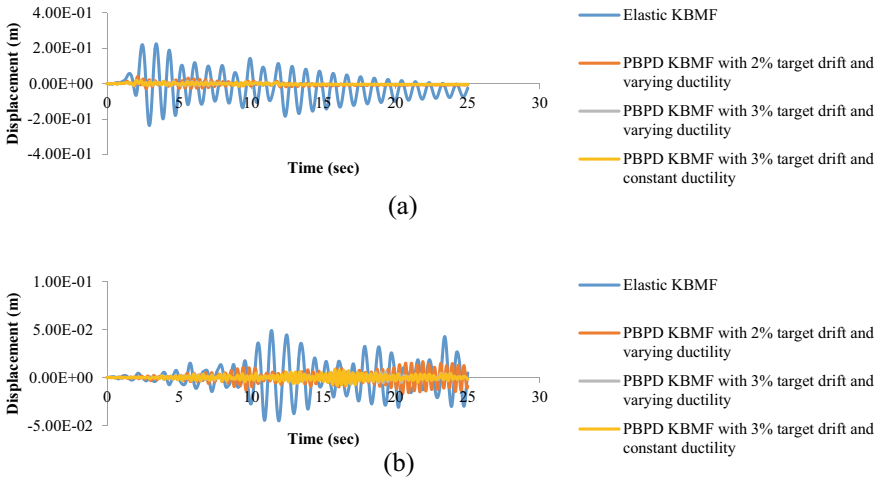 4.00E-01
2.00E-01
0.00E+00
-2.00E-01
-4.00E-01
Displacement (m)
0
5
10
15
20
25
30
Time (sec)
Elastic KBMF
PBPD KBMF with 2% target drift and
varying ductility
PBPD KBMF with 3% target drift and
varying ductility
PBPD KBMF with 3% target drift and
constant ductility
(a)
1.00E-01
5.00E-02
0.00E+00
-5.00E-02
Displacement (m)
0
5
10
15
20
25
30
Time (sec)
Elastic KBMF
PBPD KBMF with 2% target drift and
varying ductility
PBPD KBMF with 3% target drift and
varying ductility
PBPD KBMF with 3% target drift and
constant ductility
(b)